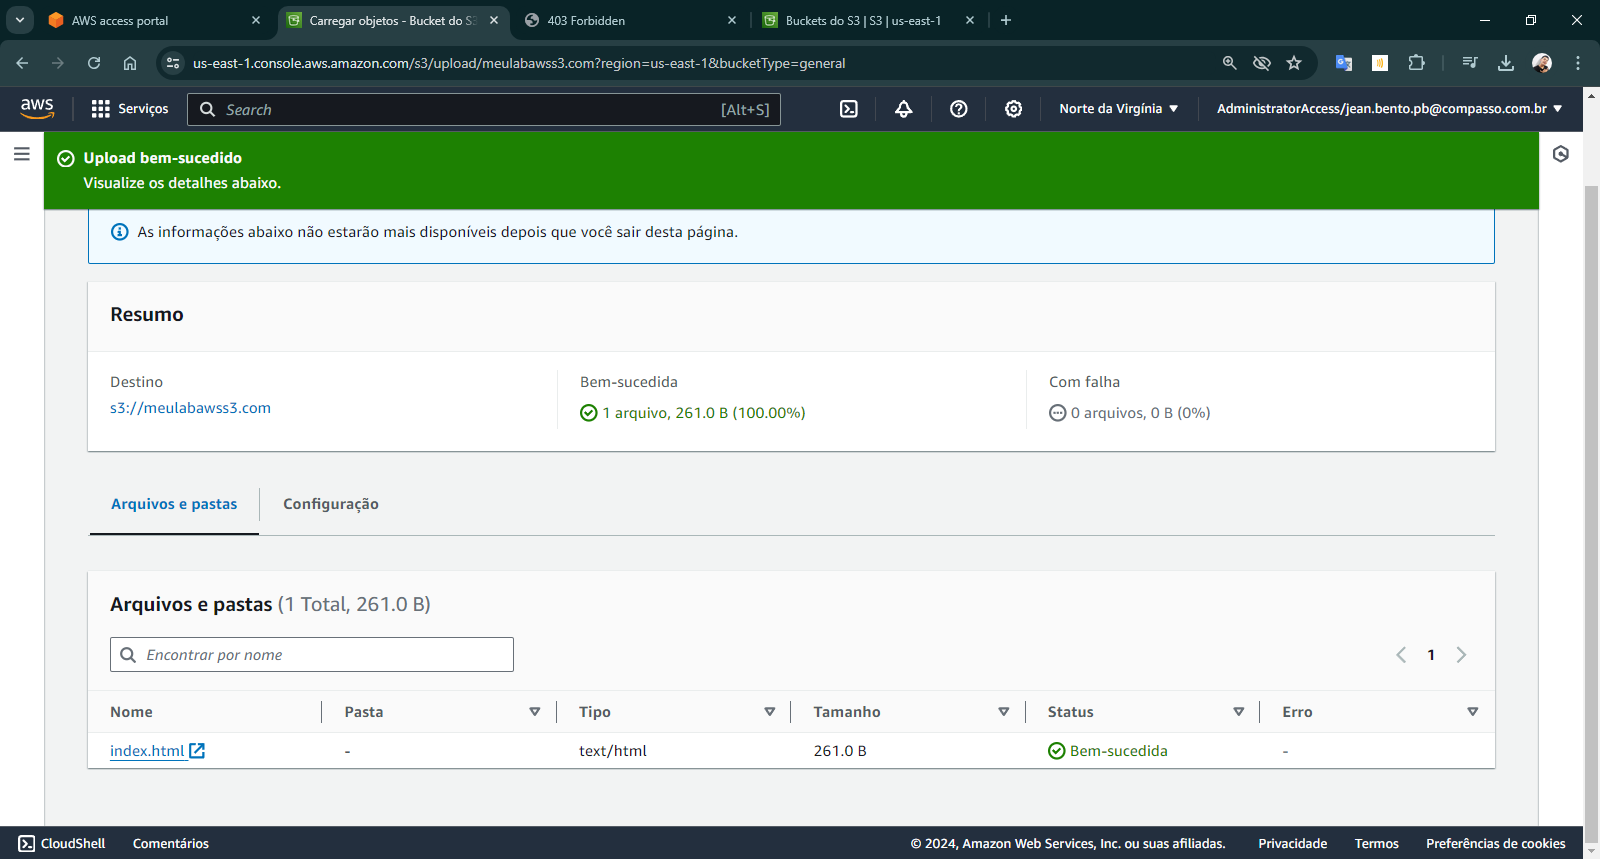 AWS access portal
Carregar objetos - Bucket do S3
403 Forbidden
Buckets do S3 | S3 | us-east-1
us-east-1.console.aws.amazon.com/s3/upload/meulabawss3.com?region=us-east-1&bucketType=general
aws
Serviços
Search
[Alt+S]
Norte da Virgínia
AdministratorAccess/jean.bento.pb@compasso.com.br
Upload bem-sucedido
Visualize os detalhes abaixo.
As informações abaixo não estarão mais disponíveis depois que você sair desta página.
Resumo
Destino
s3://meulabawss3.com
Bem-sucedida
1 arquivo, 261.0 B (100.00%)
Com falha
0 arquivos, 0 B (0%)
Arquivos e pastas
Configuração
Arquivos e pastas (1 Total, 261.0 B)
Encontrar por nome
1
Nome Pasta Tipo Tamanho Status Erro
index.html - text/html 261.0 B Bem-sucedida -
CloudShell
Comentários
© 2024, Amazon Web Services, Inc. ou suas afiliadas.
Privacidade
Termos
Preferências de cookies